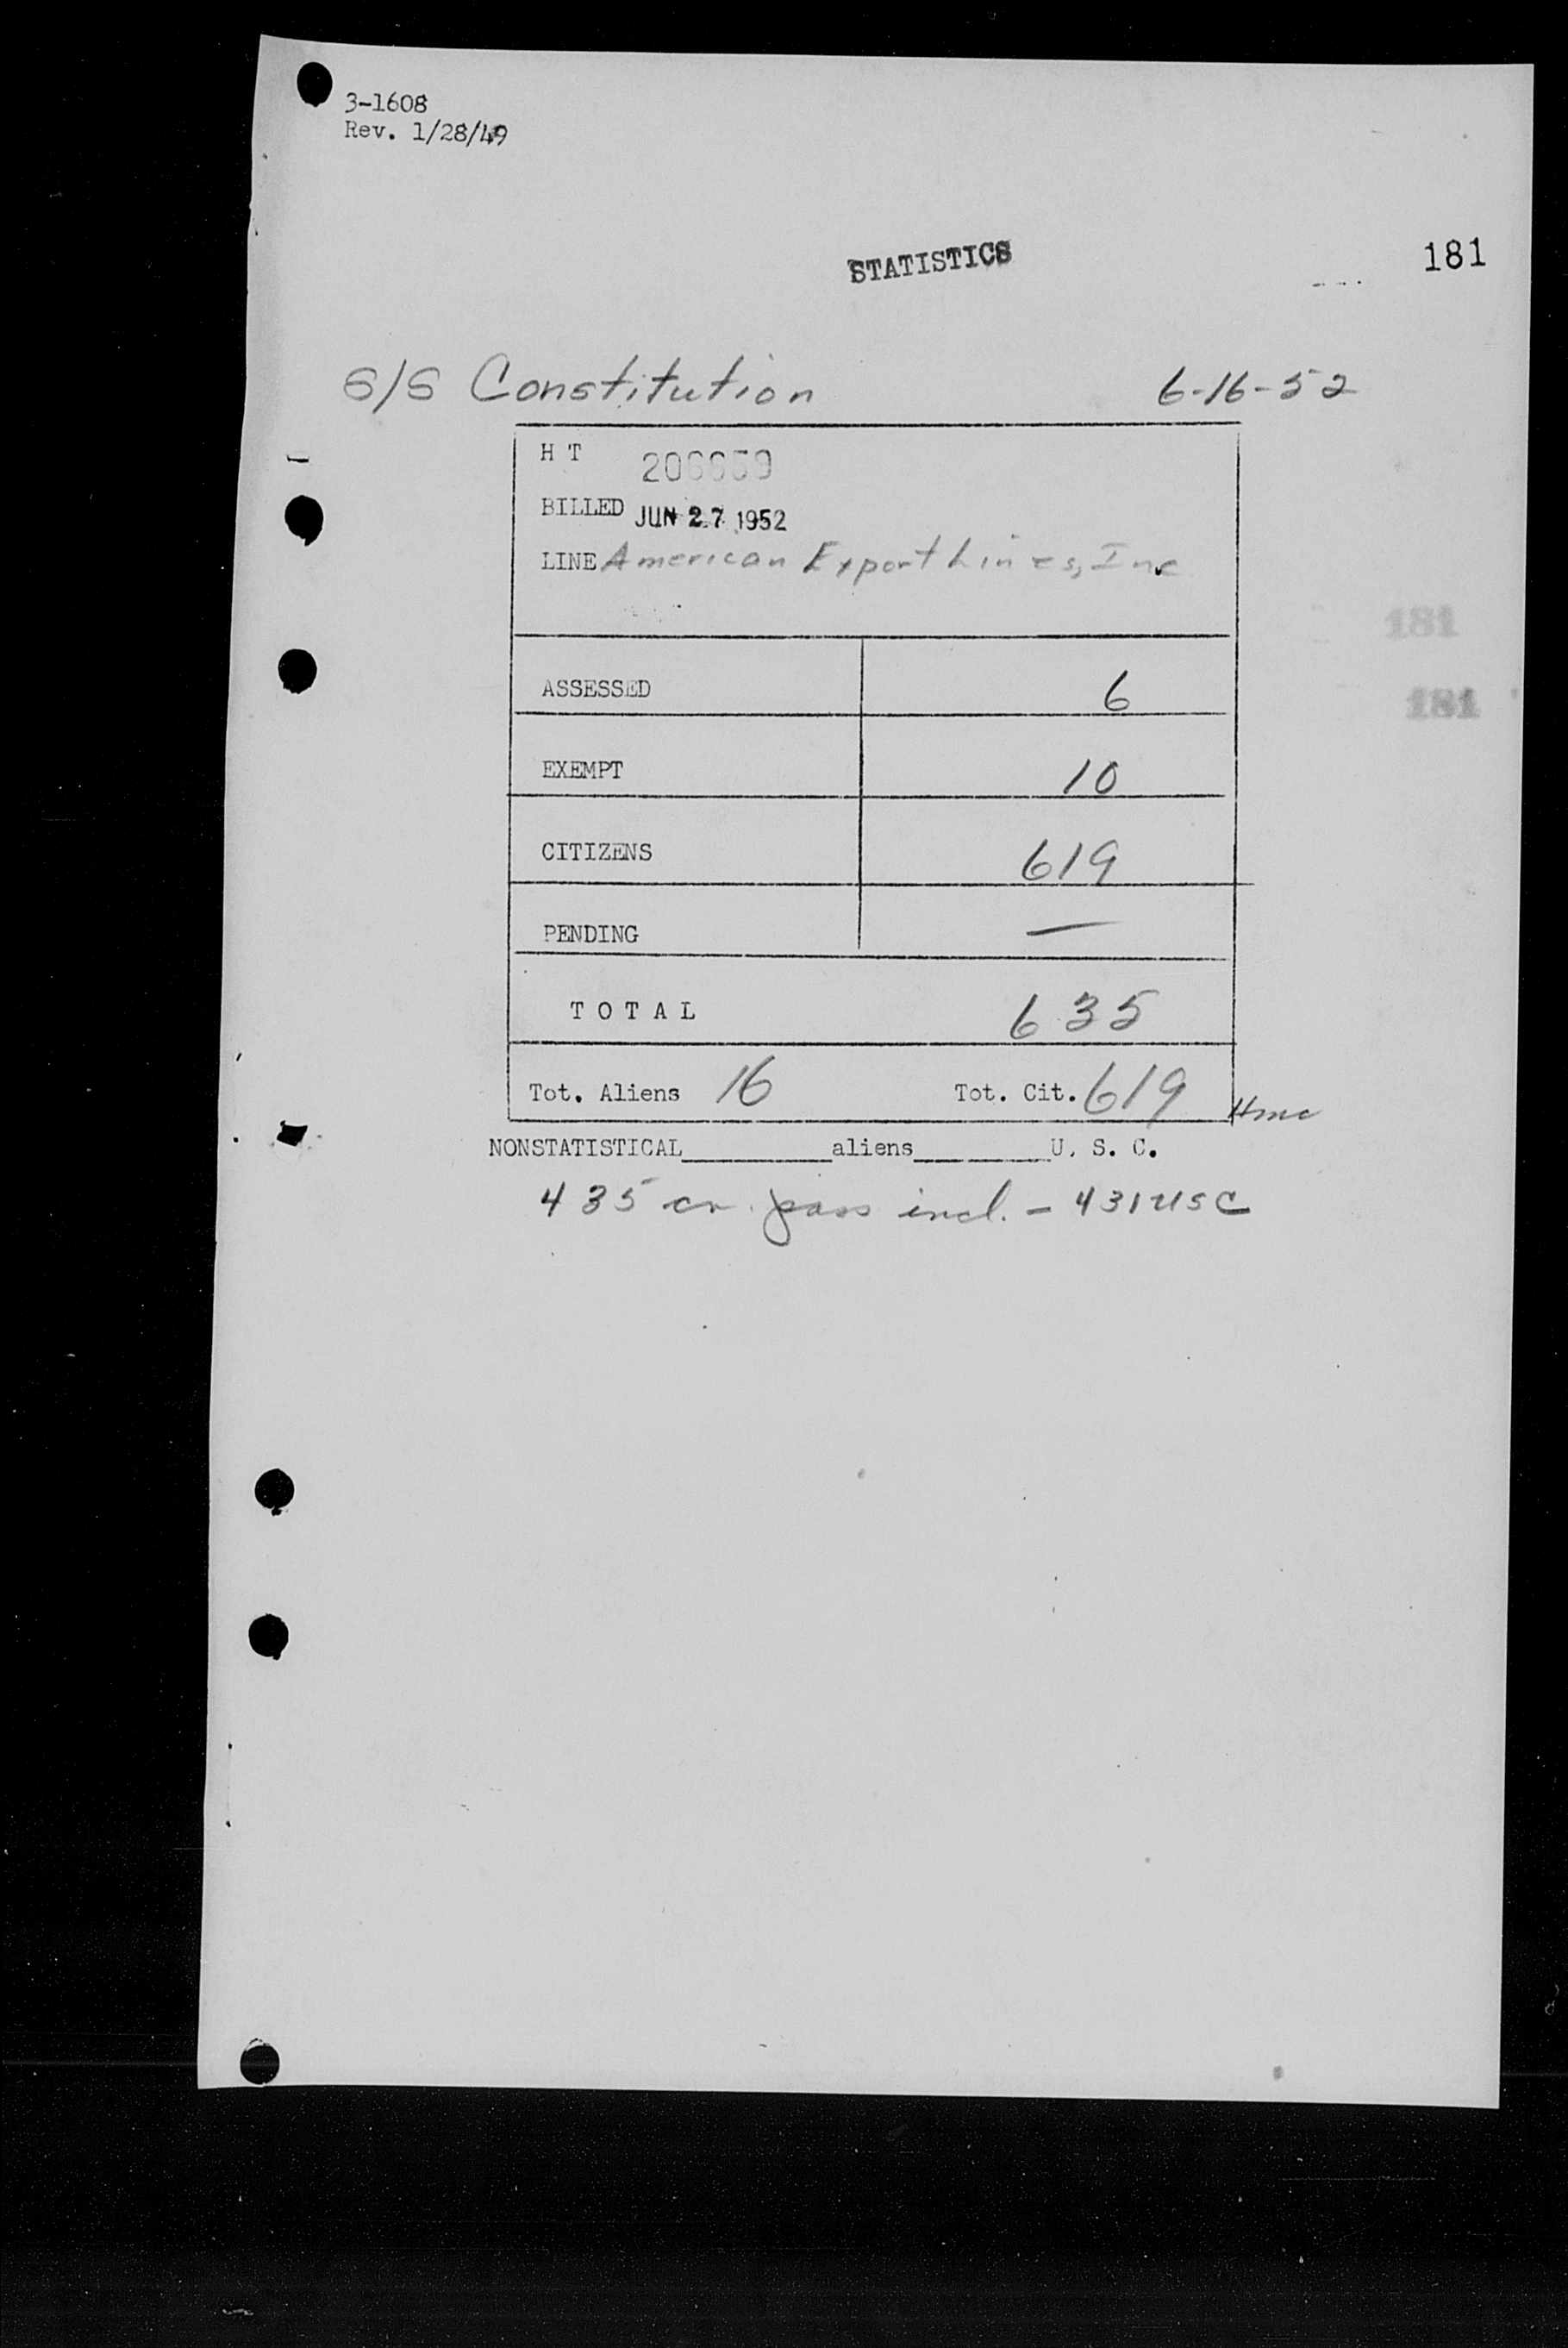 3-1608
Rev. 1/28/49
STATISTICS
181
S/S Constitution 6-16-52
H T
BILLED JUN 27 1952
LINE American Export Lines, Inc
181
ASSESSED 6
181
EXEMPT 10
CITIZENS 619
PENDING —
TOTAL 635
Tot. Aliens 16 Tot. Cit. 619
NONSTATISTICAL__________aliens__________U. S. C.
435 cr. pass incl. - 431 USC